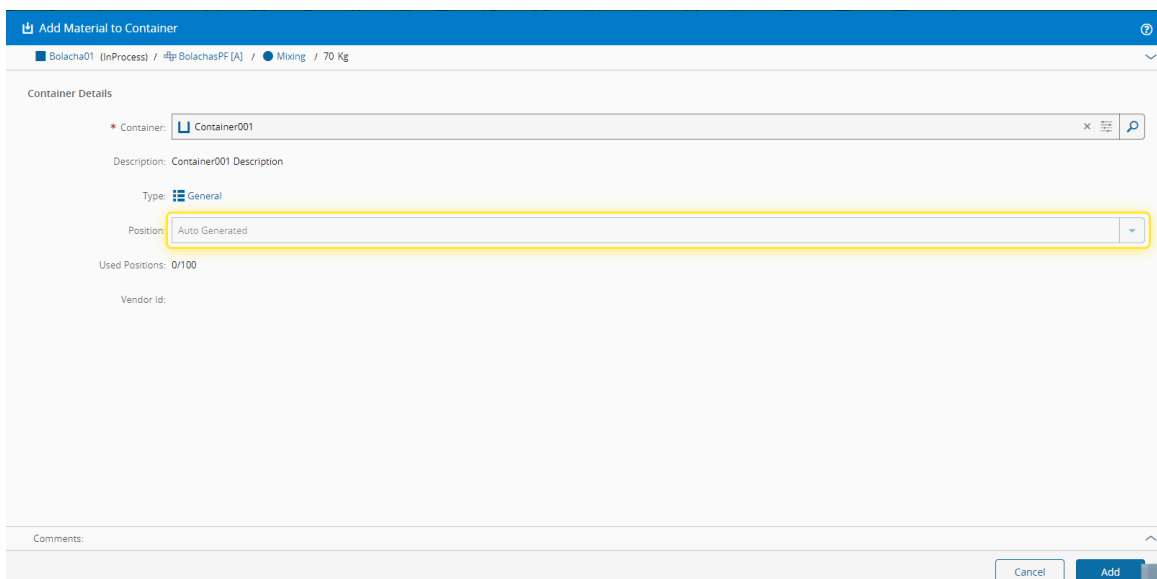 Add Material to Container
Bolacha01 (InProcess) / BolachasPF [A] / Mixing / 70 Kg
Container Details
* Container: Container001
Description: Container001 Description
Type: General
Position: Auto Generated
Used Positions: 0/100
Vendor Id:
Comments:
Cancel Add